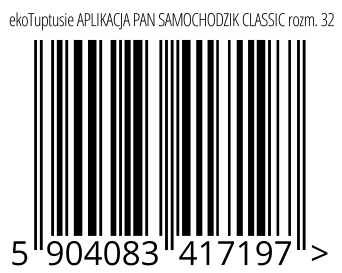 ekoTuptusie APLIKACJA PAN SAMOCHODZIK CLASSIC rozm. 32
5 904083 417197 >